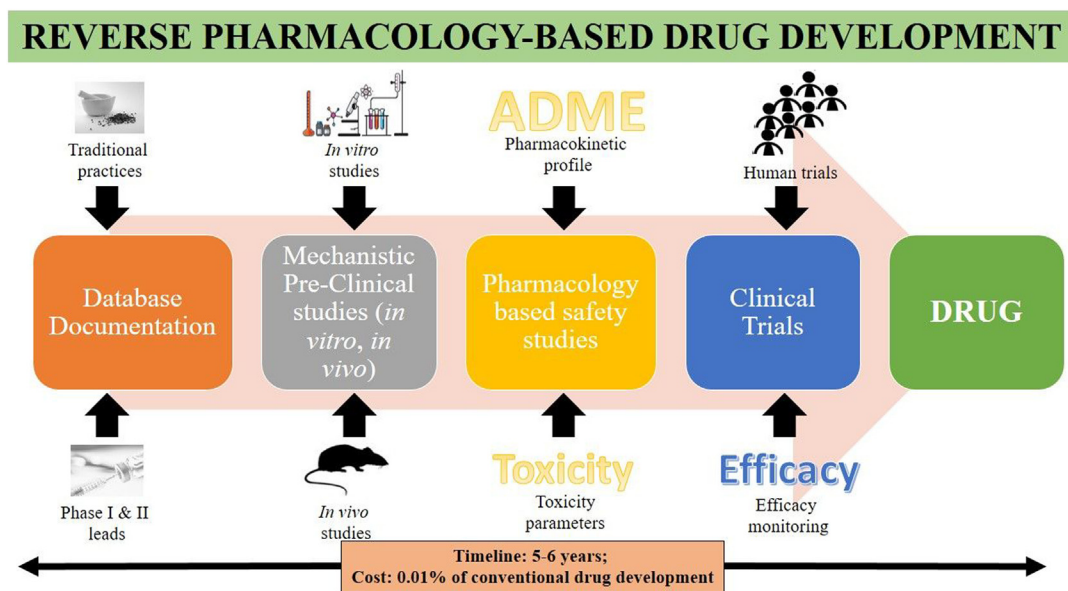 REVERSE PHARMACOLOGY-BASED DRUG DEVELOPMENT
Traditional
practices
In vitro
studies
ADME
Pharmacokinetic
profile
Human trials
Database
Documentation
Mechanistic
Pre-Clinical
studies (in
vitro, in
vivo)
Pharmacology
based safety
studies
Clinical
Trials
DRUG
Phase I & II
leads
In vivo
studies
Toxicity
Toxicity
parameters
Efficacy
Efficacy
monitoring
Timeline: 5-6 years;
Cost: 0.01% of conventional drug development